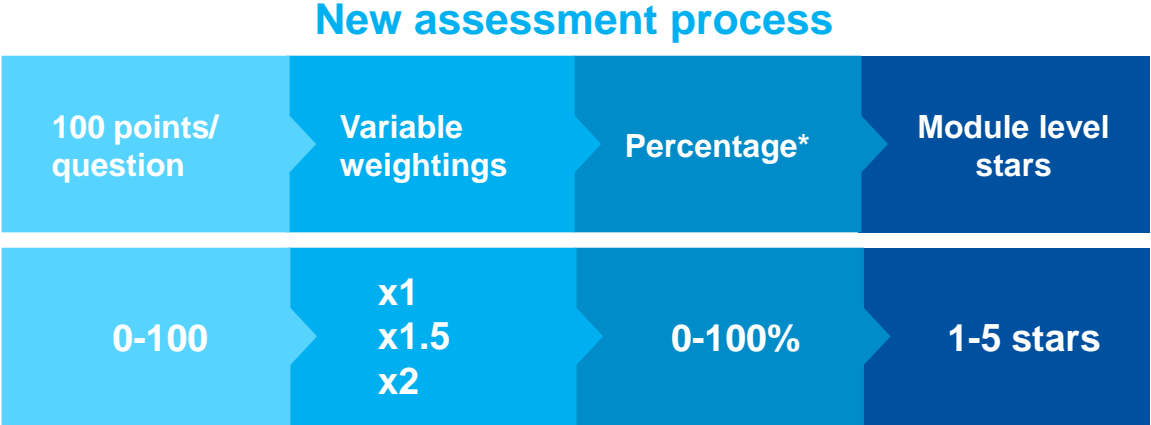 New assessment process
100 points/
question
Variable
weightings
Percentage*
Module level
stars
0-100
x1
x1.5
x2
0-100%
1-5 stars